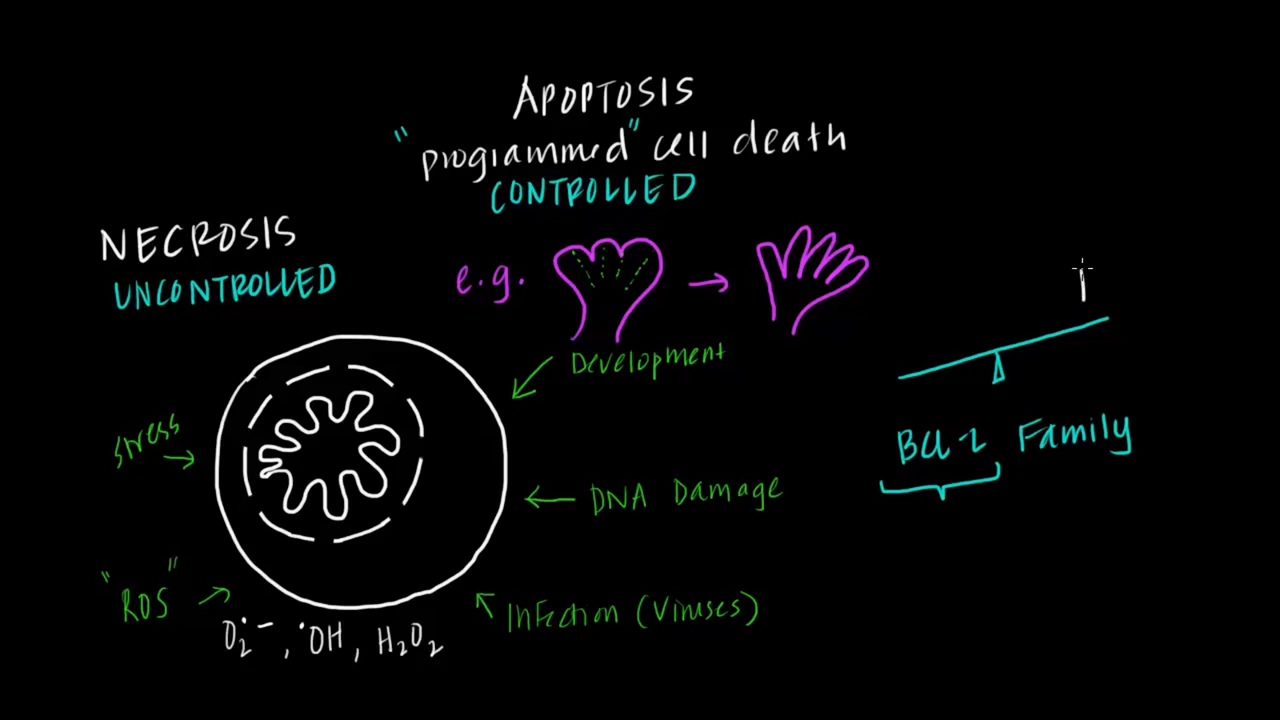 APOPTOSIS
"programmed" cell death
CONTROLLED
NECROSIS
UNCONTROLLED
e.g.
Development
Stress
BCL-2 Family
DNA Damage
"ROS"
Infection (Viruses)
O₂•−, •OH, H₂O₂